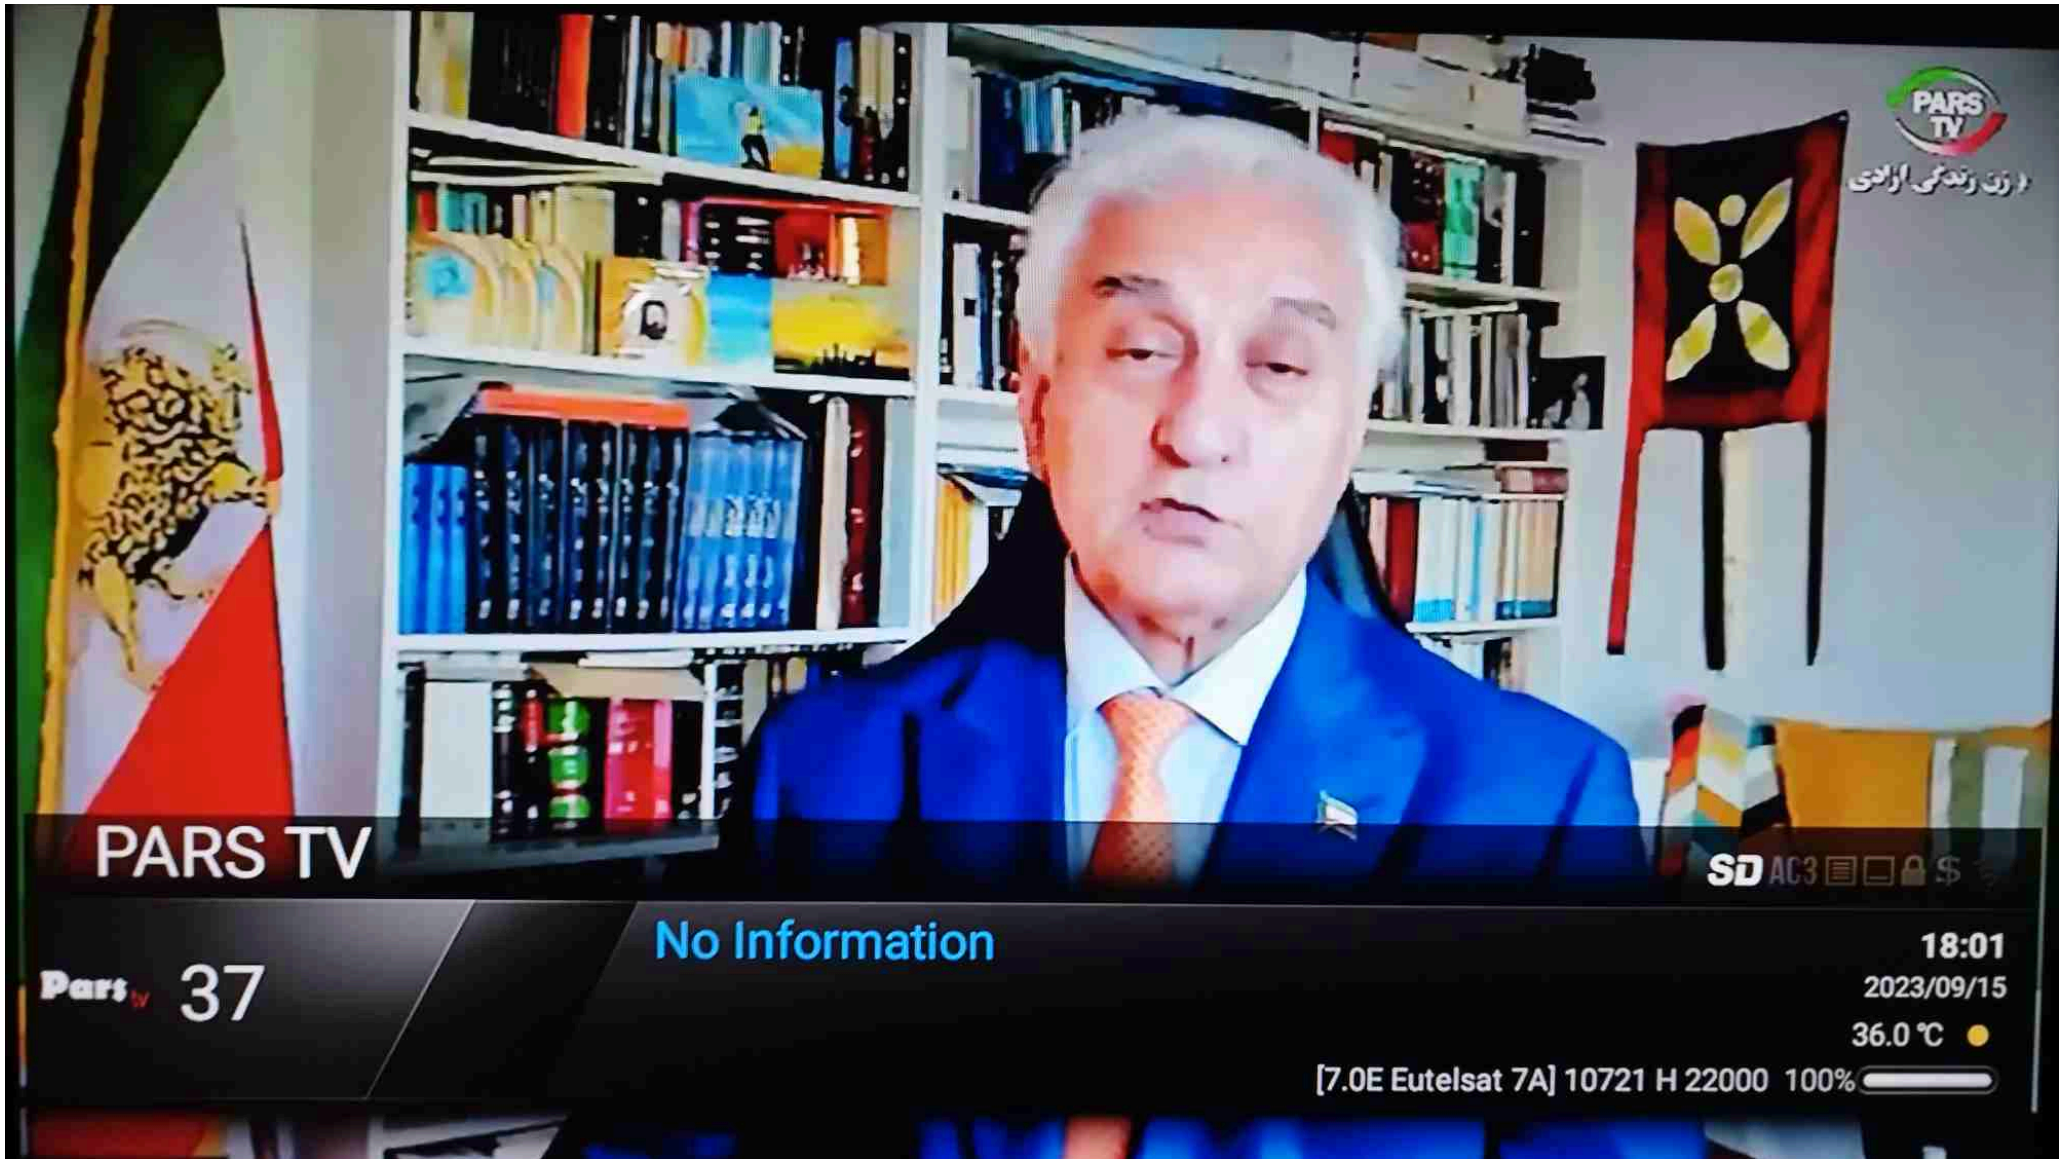 PARS
TV
زن زندگی آزادی
PARS TV
SD AC3 $
No Information
Pars tv 37
18:01
2023/09/15
36.0 °C
[7.0E Eutelsat 7A] 10721 H 22000 100%